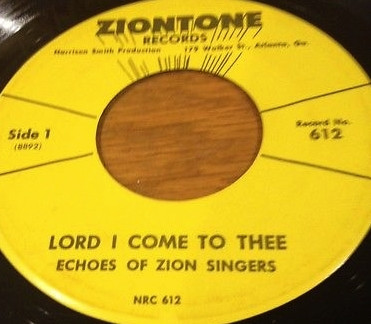 ZIONTONE
RECORDS
Harrison Smith Production 179 Walker St., Atlanta, Ga.
Side 1
(8892)
Record No.
612
LORD I COME TO THEE
ECHOES OF ZION SINGERS
NRC 612